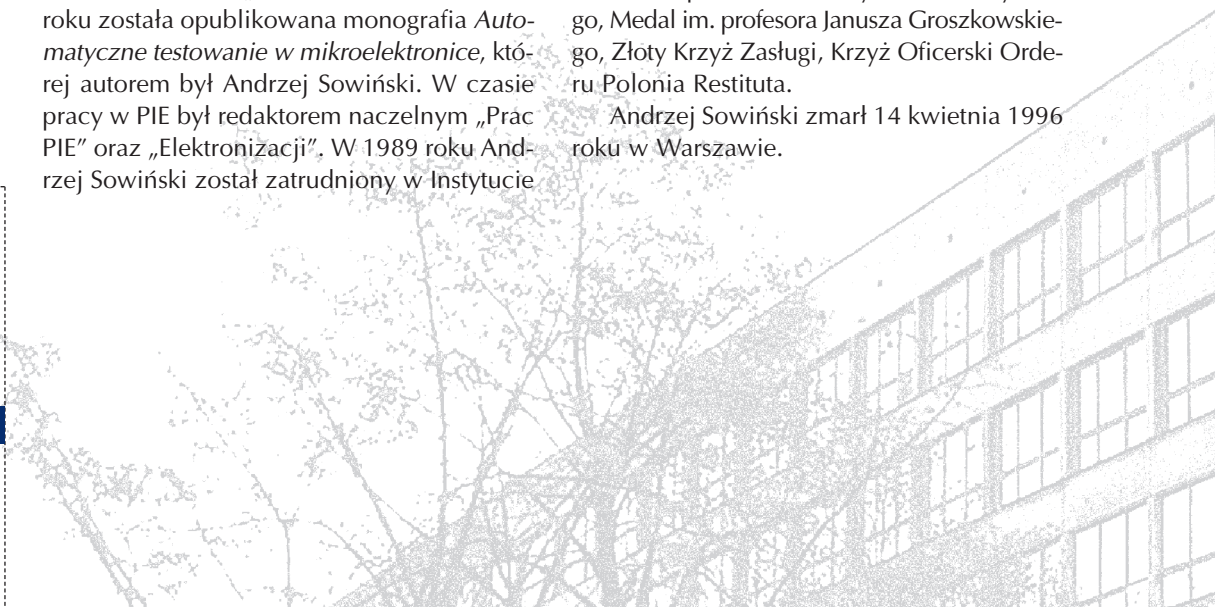 roku została opublikowana monografia Auto-
matyczne testowanie w mikroelektronice, któ-
rej autorem był Andrzej Sowiński. W czasie
pracy w PIE był redaktorem naczelnym „Prac
PIE” oraz „Elektronizacji”. W 1989 roku And-
rzej Sowiński został zatrudniony w Instytucie
go, Medal im. profesora Janusza Groszkowskie-
go, Złoty Krzyż Zasługi, Krzyż Oficerski Orde-
ru Polonia Restituta.
Andrzej Sowiński zmarł 14 kwietnia 1996
roku w Warszawie.